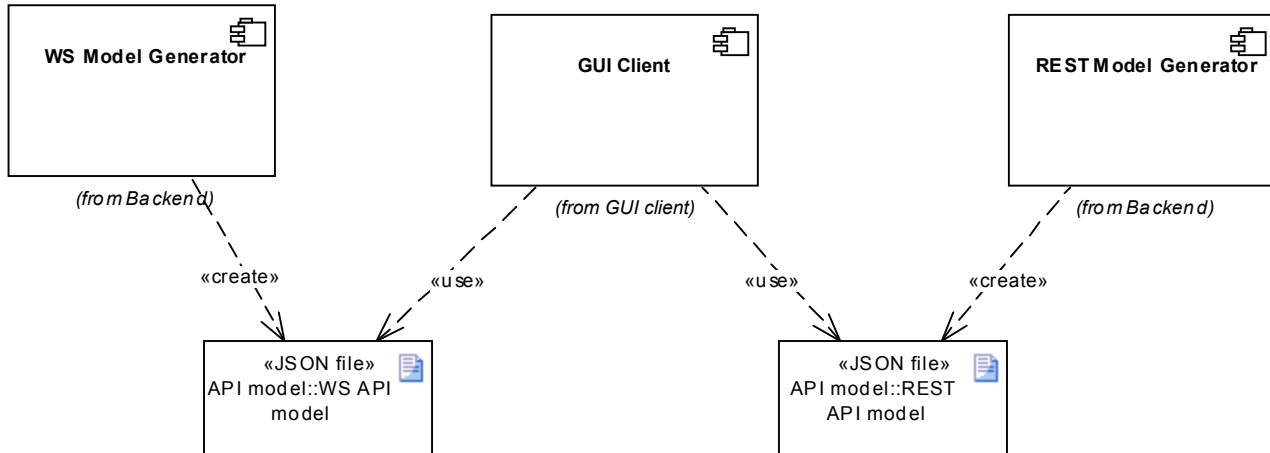 WS Model Generator
GUI Client
REST Model Generator
(from Backend)
(from GUI client)
(from Backend)
«create»
«use»
«use»
«create»
«JSON file»
API model::WS API
model
«JSON file»
API model::REST
API model